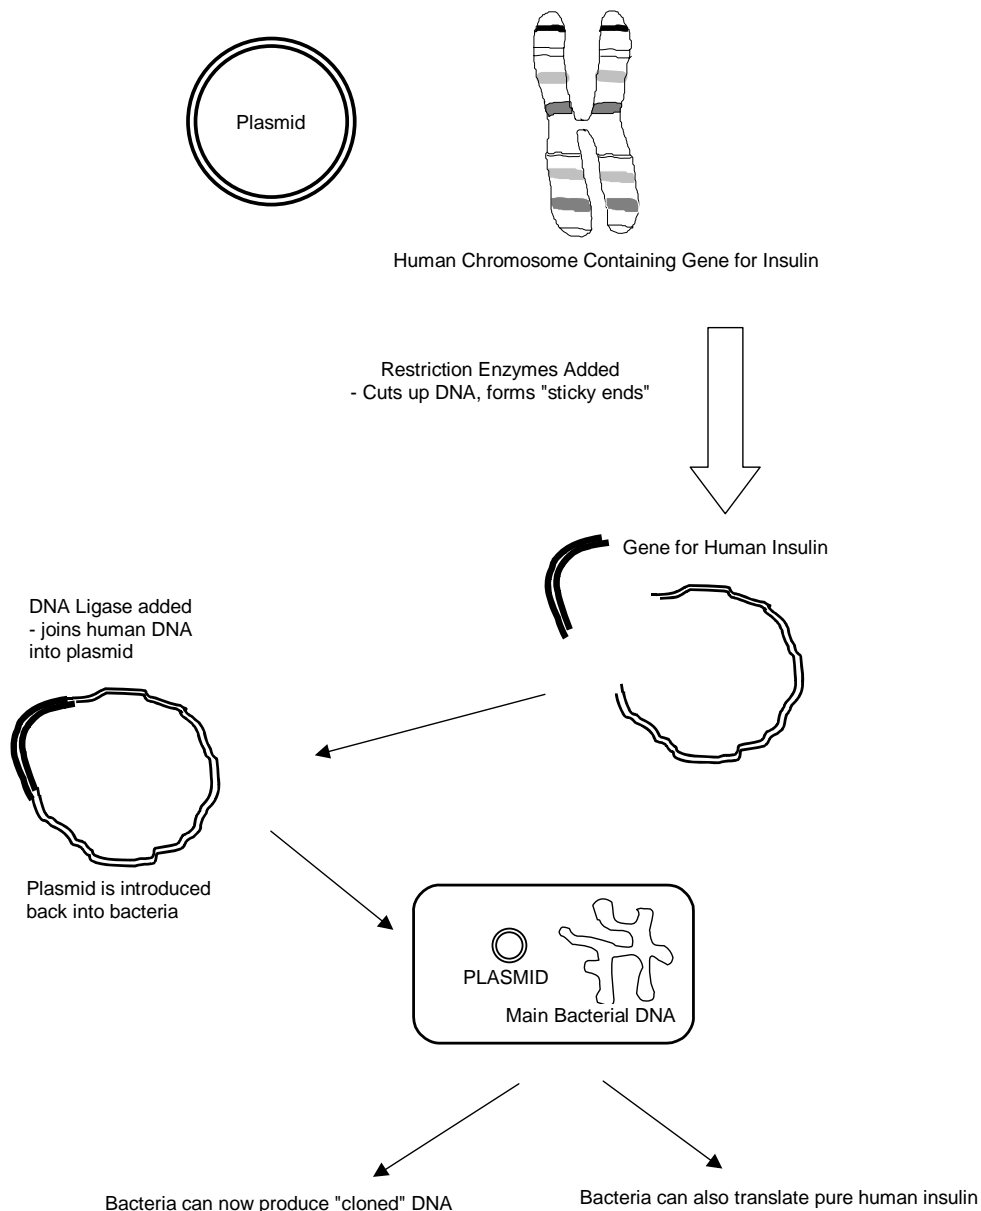 Plasmid
Human Chromosome Containing Gene for Insulin
Restriction Enzymes Added
- Cuts up DNA, forms "sticky ends"
Gene for Human Insulin
DNA Ligase added
- joins human DNA
into plasmid
Plasmid is introduced
back into bacteria
PLASMID
Main Bacterial DNA
Bacteria can now produce "cloned" DNA
Bacteria can also translate pure human insulin